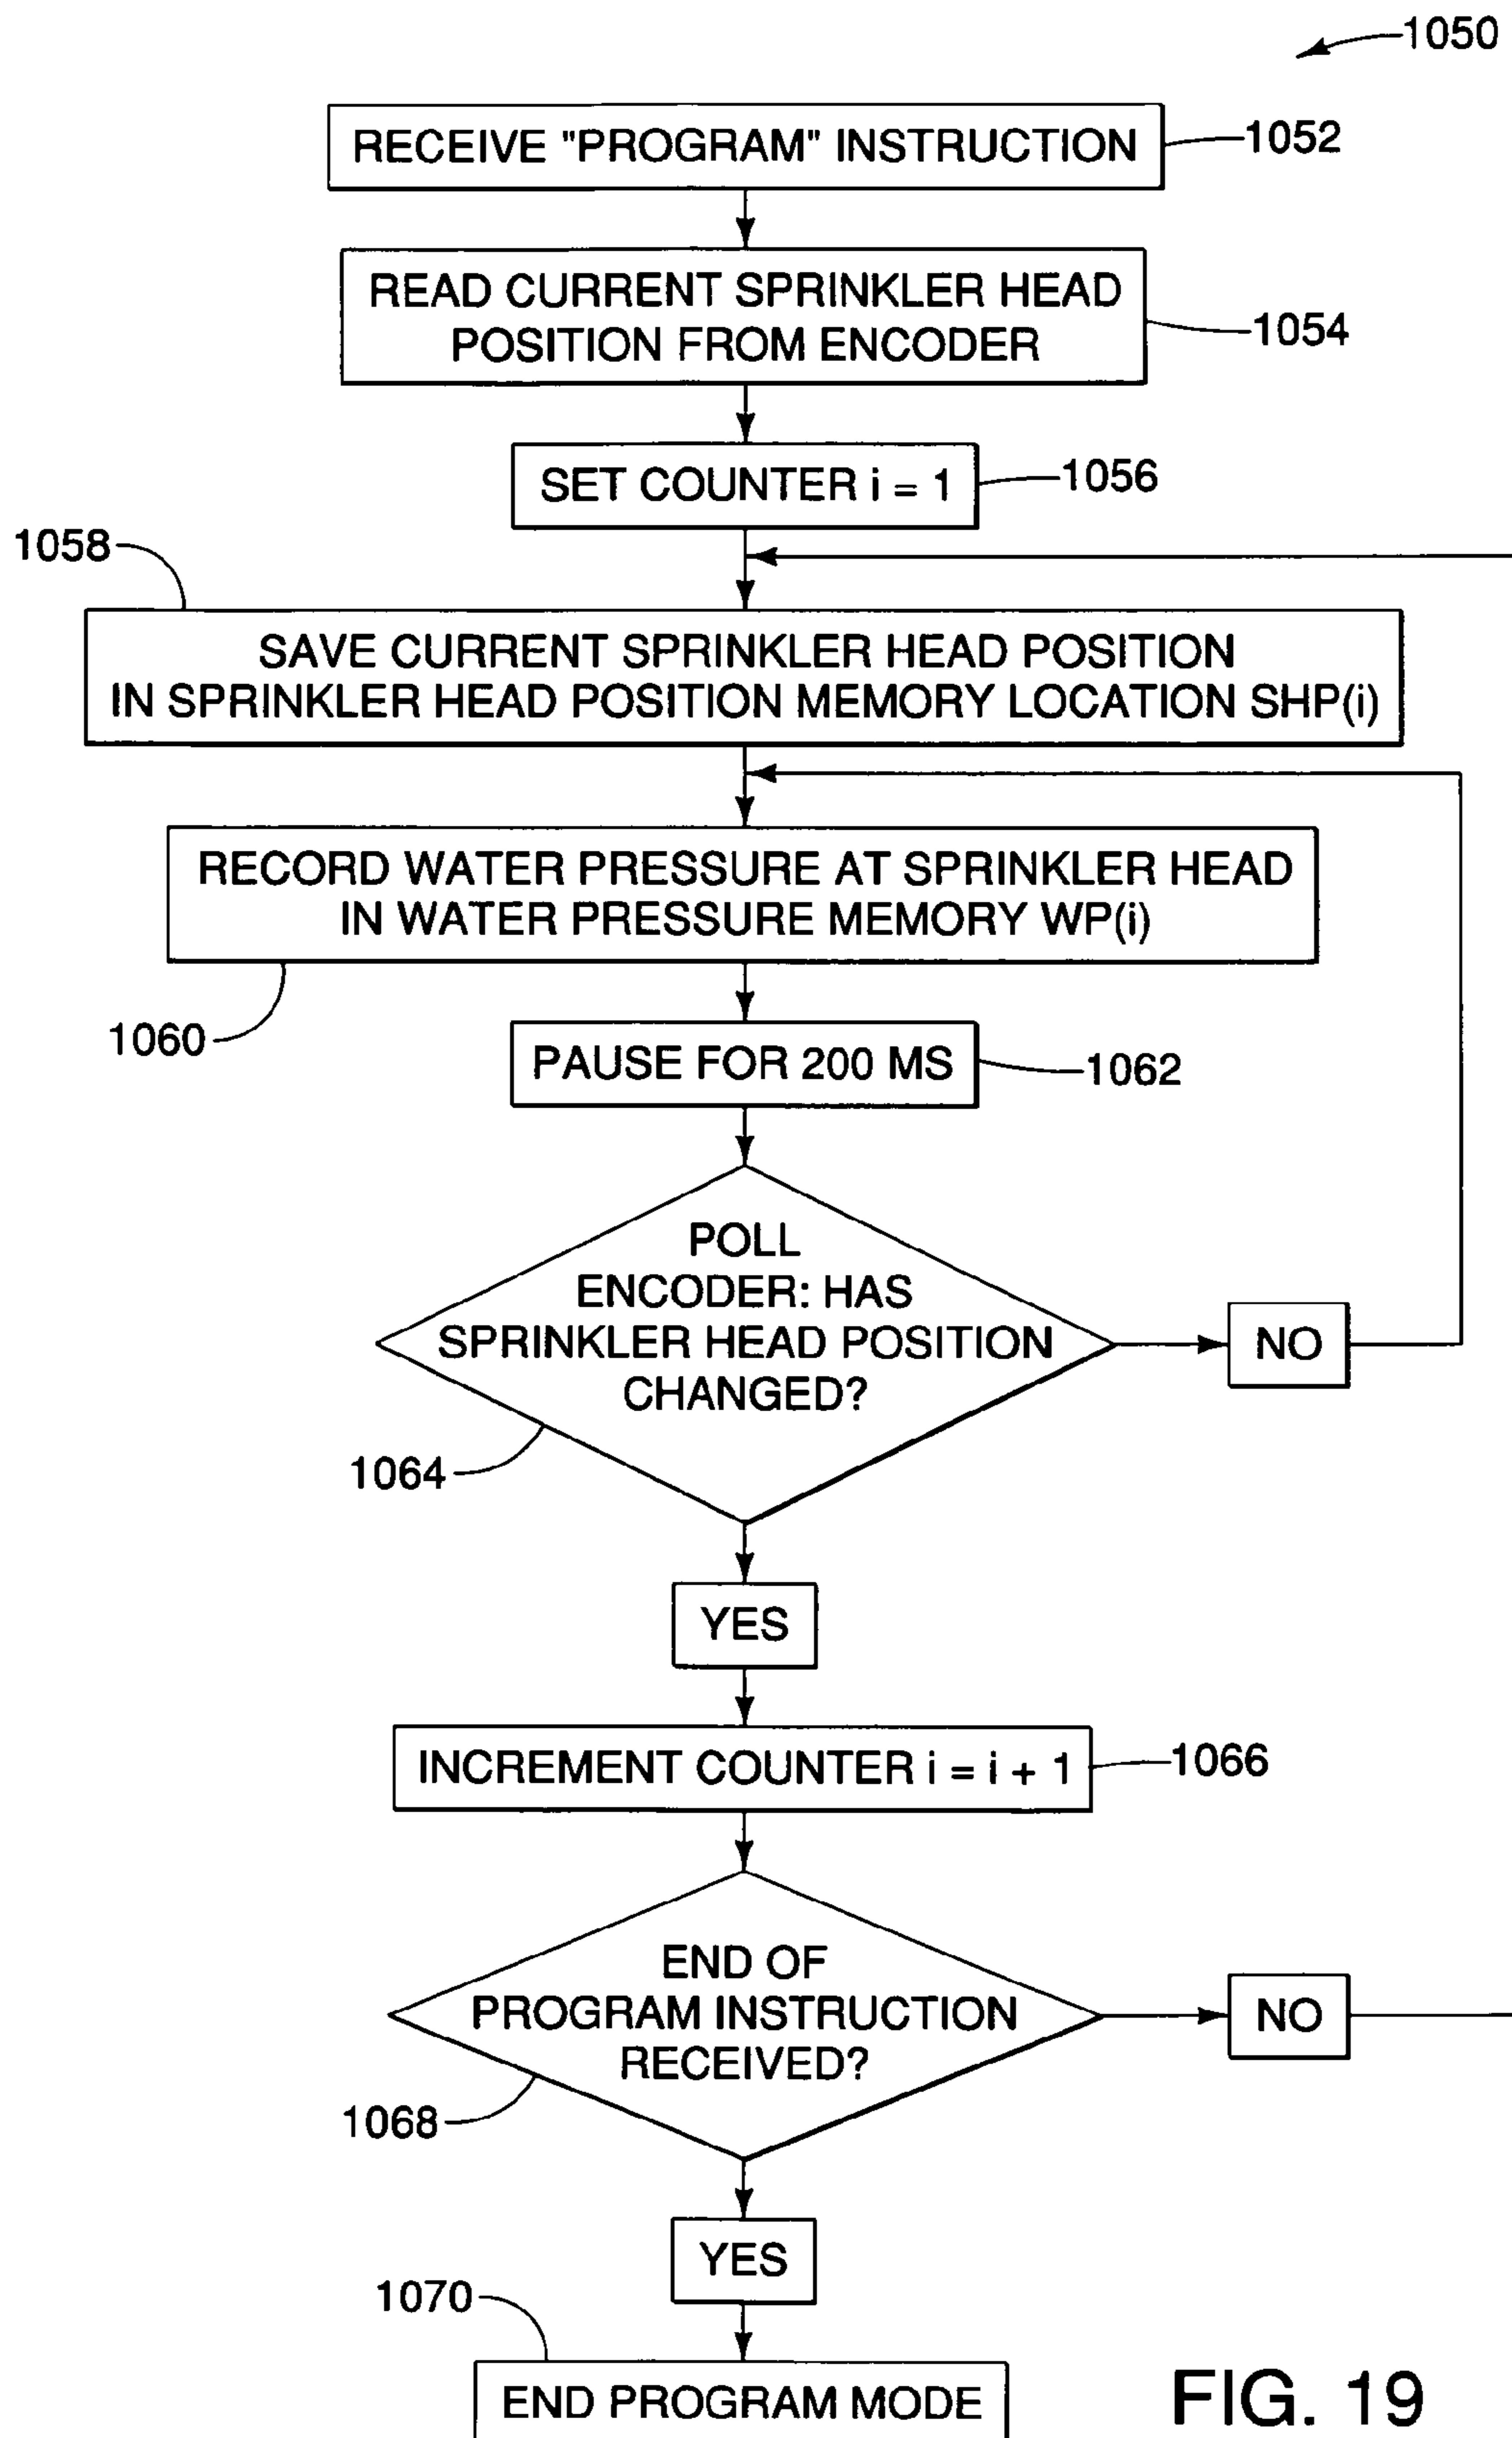 1050
RECEIVE "PROGRAM" INSTRUCTION
1052
READ CURRENT SPRINKLER HEAD
POSITION FROM ENCODER
1054
SET COUNTER i = 1
1056
1058
SAVE CURRENT SPRINKLER HEAD POSITION
IN SPRINKLER HEAD POSITION MEMORY LOCATION SHP(i)
RECORD WATER PRESSURE AT SPRINKLER HEAD
IN WATER PRESSURE MEMORY WP(i)
1060
PAUSE FOR 200 MS
1062
POLL
ENCODER: HAS
SPRINKLER HEAD POSITION
CHANGED?
NO
1064
YES
INCREMENT COUNTER i = i + 1
1066
END OF
PROGRAM INSTRUCTION
RECEIVED?
NO
1068
YES
1070
END PROGRAM MODE
FIG. 19